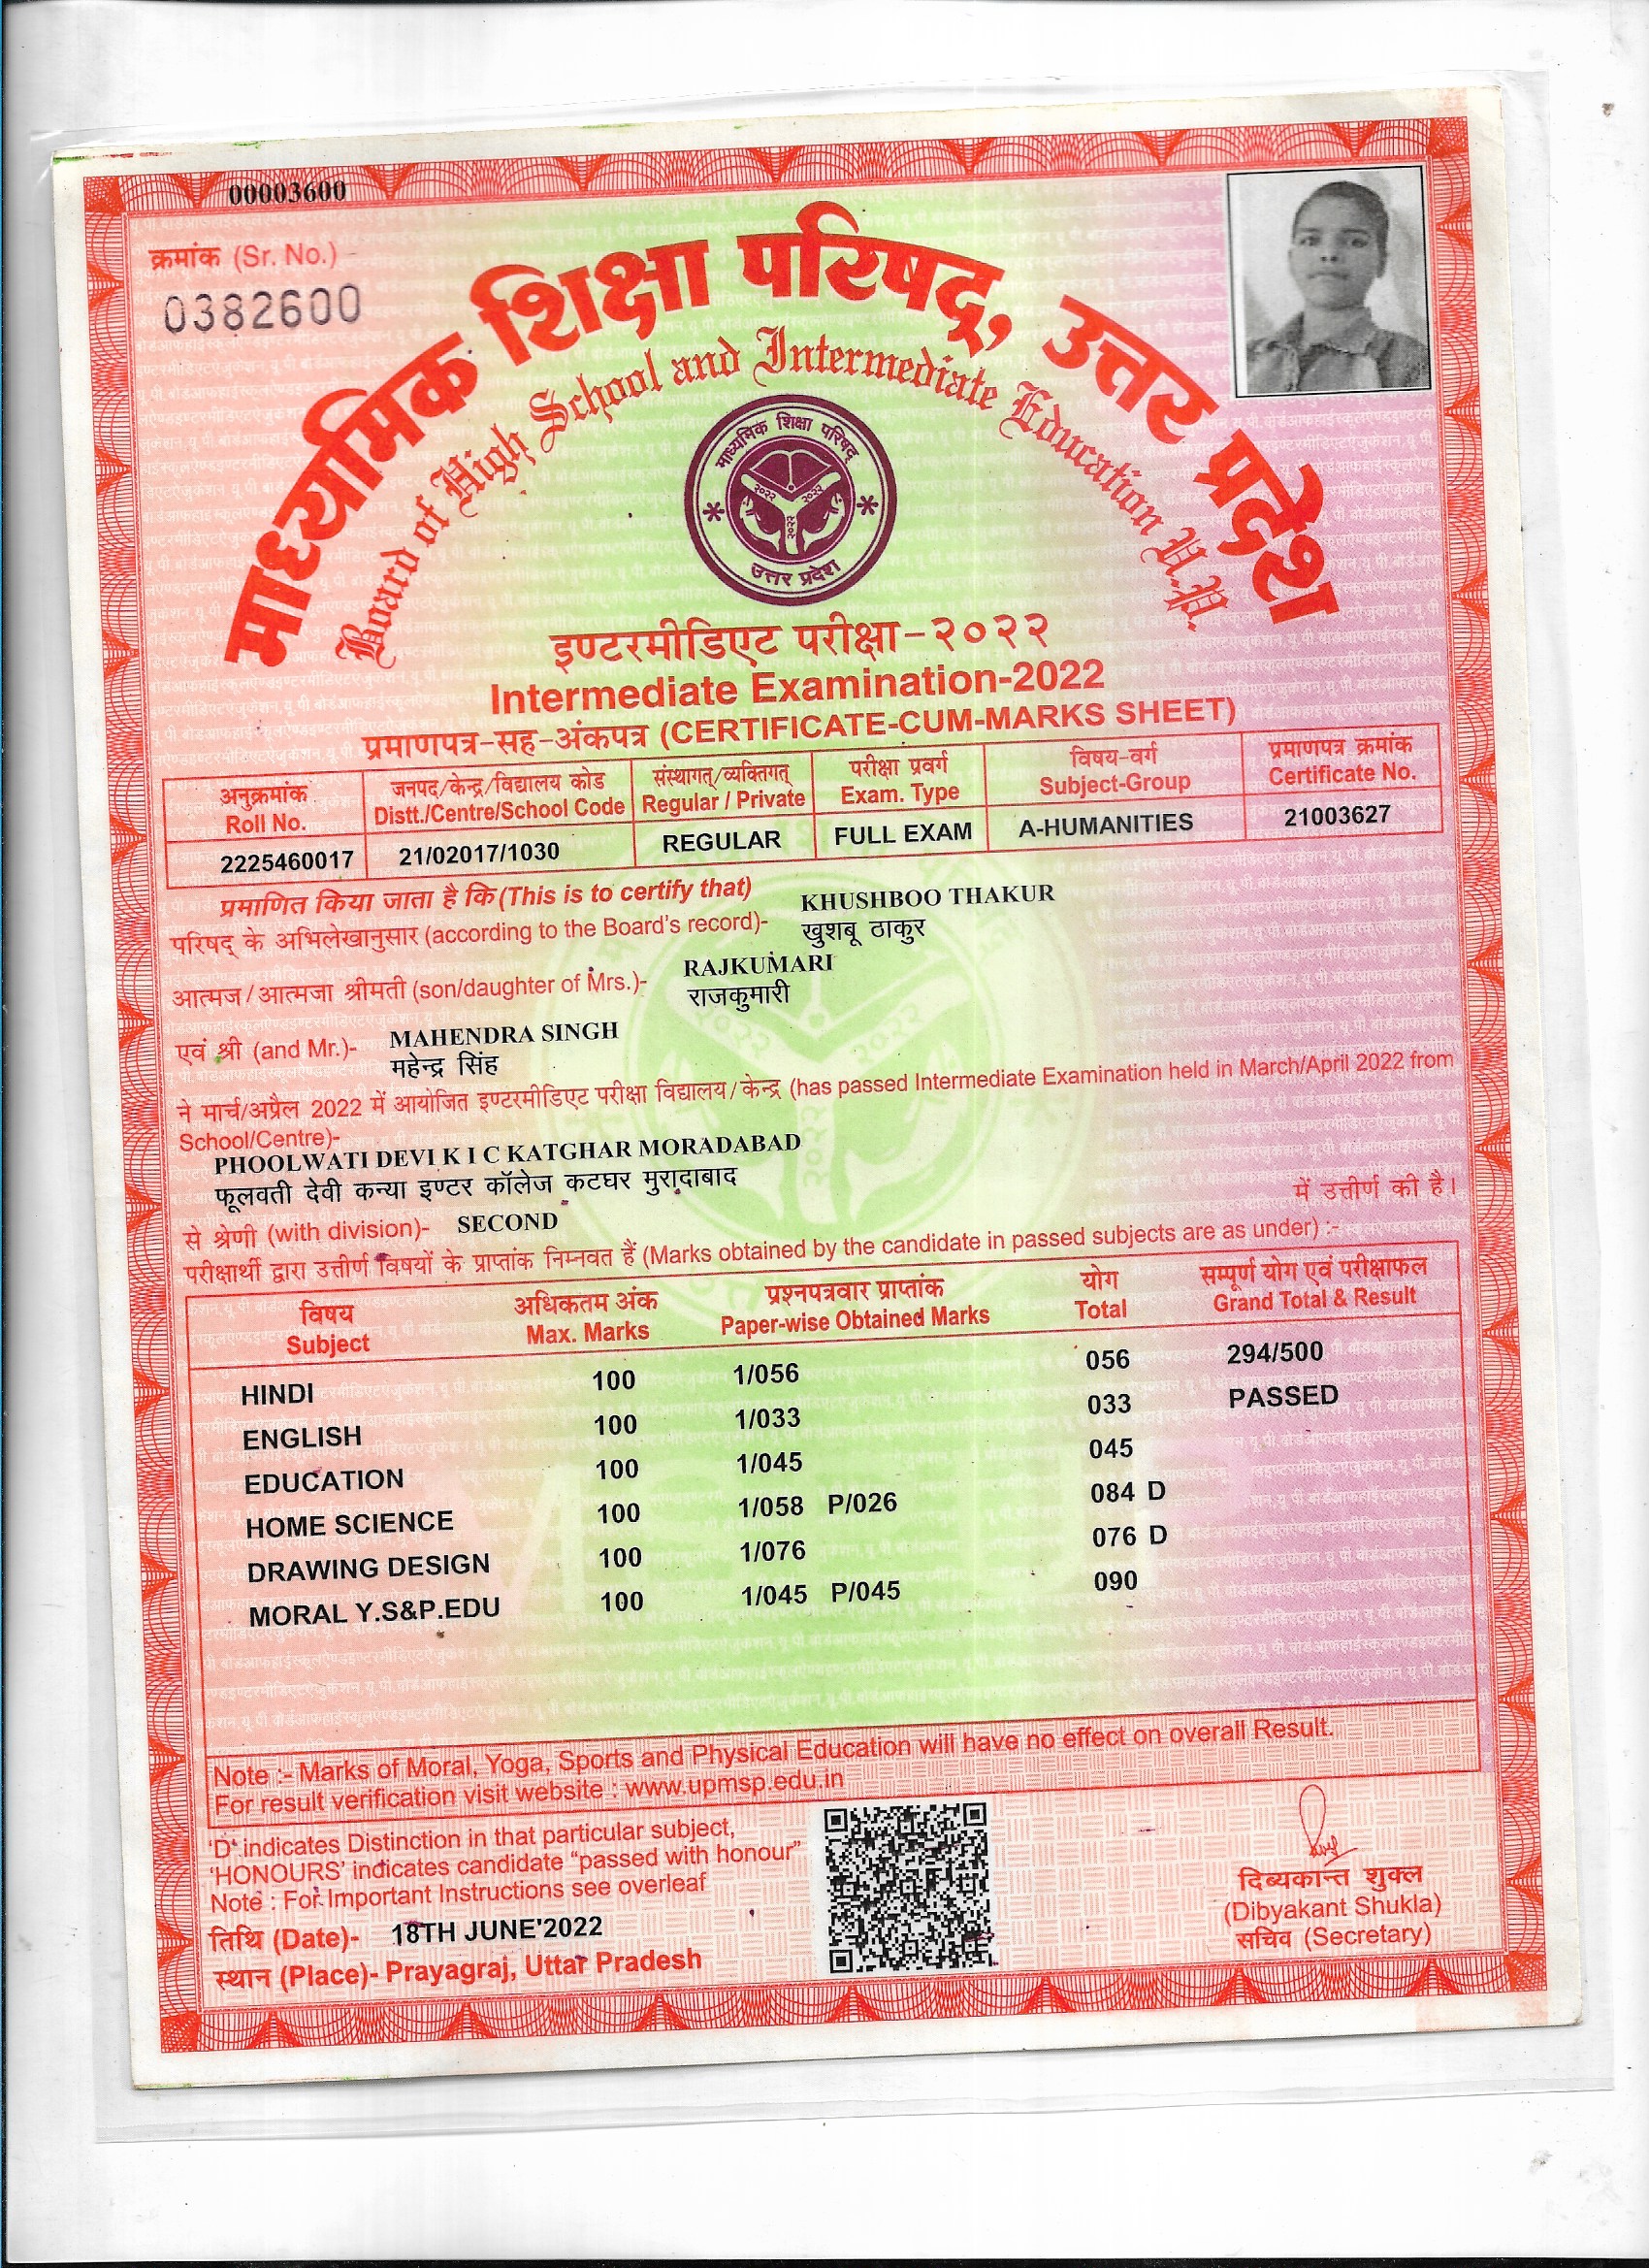 00003600
क्रमांक (Sr. No.)
0382600
माध्यमिक शिक्षा परिषद्, उत्तर प्रदेश
Board of High School and Intermediate Education U.P.
माध्यमिक शिक्षा परिषद्
२०२२ २०२२
२०२२
उत्तर प्रदेश
इण्टरमीडिएट परीक्षा-२०२२
Intermediate Examination-2022
प्रमाणपत्र-सह-अंकपत्र (CERTIFICATE-CUM-MARKS SHEET)
अनुक्रमांक जनपद/केन्द्र/विद्यालय कोड संस्थागत्/व्यक्तिगत् परीक्षा प्रवर्ग विषय-वर्ग प्रमाणपत्र क्रमांक
Roll No. Distt./Centre/School Code Regular / Private Exam. Type Subject-Group Certificate No.
2225460017 21/02017/1030 REGULAR FULL EXAM A-HUMANITIES 21003627
प्रमाणित किया जाता है कि (This is to certify that) KHUSHBOO THAKUR
परिषद् के अभिलेखानुसार (according to the Board's record)- खुशबू ठाकुर
RAJKUMARI
आत्मज/आत्मजा श्रीमती (son/daughter of Mrs.)- राजकुमारी
MAHENDRA SINGH
एवं श्री (and Mr.)- महेन्द्र सिंह
ने मार्च/अप्रैल 2022 में आयोजित इण्टरमीडिएट परीक्षा विद्यालय/केन्द्र (has passed Intermediate Examination held in March/April 2022 from
School/Centre)-
PHOOLWATI DEVI K I C KATGHAR MORADABAD
फूलवती देवी कन्या इण्टर कॉलेज कटघर मुरादाबाद में उत्तीर्ण की है।
से श्रेणी (with division)- SECOND
परीक्षार्थी द्वारा उत्तीर्ण विषयों के प्राप्तांक निम्नवत हैं (Marks obtained by the candidate in passed subjects are as under) :-
विषय अधिकतम अंक प्रश्नपत्रवार प्राप्तांक योग सम्पूर्ण योग एवं परीक्षाफल
Subject Max. Marks Paper-wise Obtained Marks Total Grand Total & Result
HINDI 100 1/056 056 294/500
ENGLISH 100 1/033 033 PASSED
EDUCATION 100 1/045 045
HOME SCIENCE 100 1/058 P/026 084 D
DRAWING DESIGN 100 1/076 076 D
MORAL Y.S&P.EDU 100 1/045 P/045 090
Note :- Marks of Moral, Yoga, Sports and Physical Education will have no effect on overall Result.
For result verification visit website : www.upmsp.edu.in
'D' indicates Distinction in that particular subject,
'HONOURS' indicates candidate "passed with honour"
Note : For Important Instructions see overleaf
तिथि (Date)- 18TH JUNE'2022
स्थान (Place)- Prayagraj, Uttar Pradesh
दिब्यकान्त शुक्ल
(Dibyakant Shukla)
सचिव (Secretary)